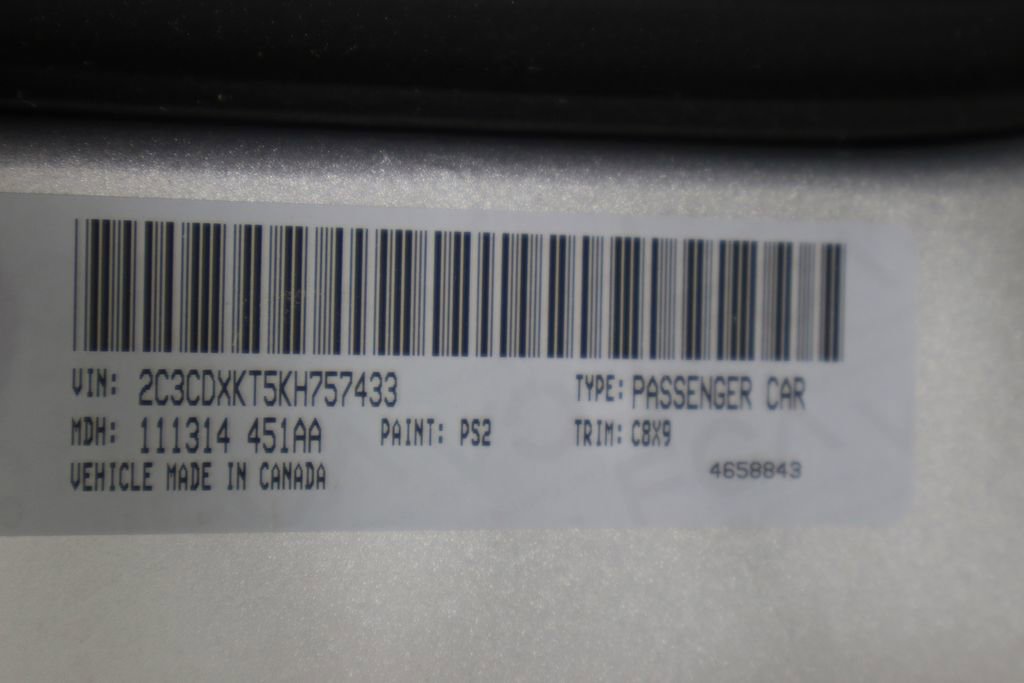 VIN: 2C3CDXKT5KH757433 TYPE: PASSENGER CAR
MDH: 111314 451AA PAINT: PS2 TRIM: C8X9
VEHICLE MADE IN CANADA 4658843